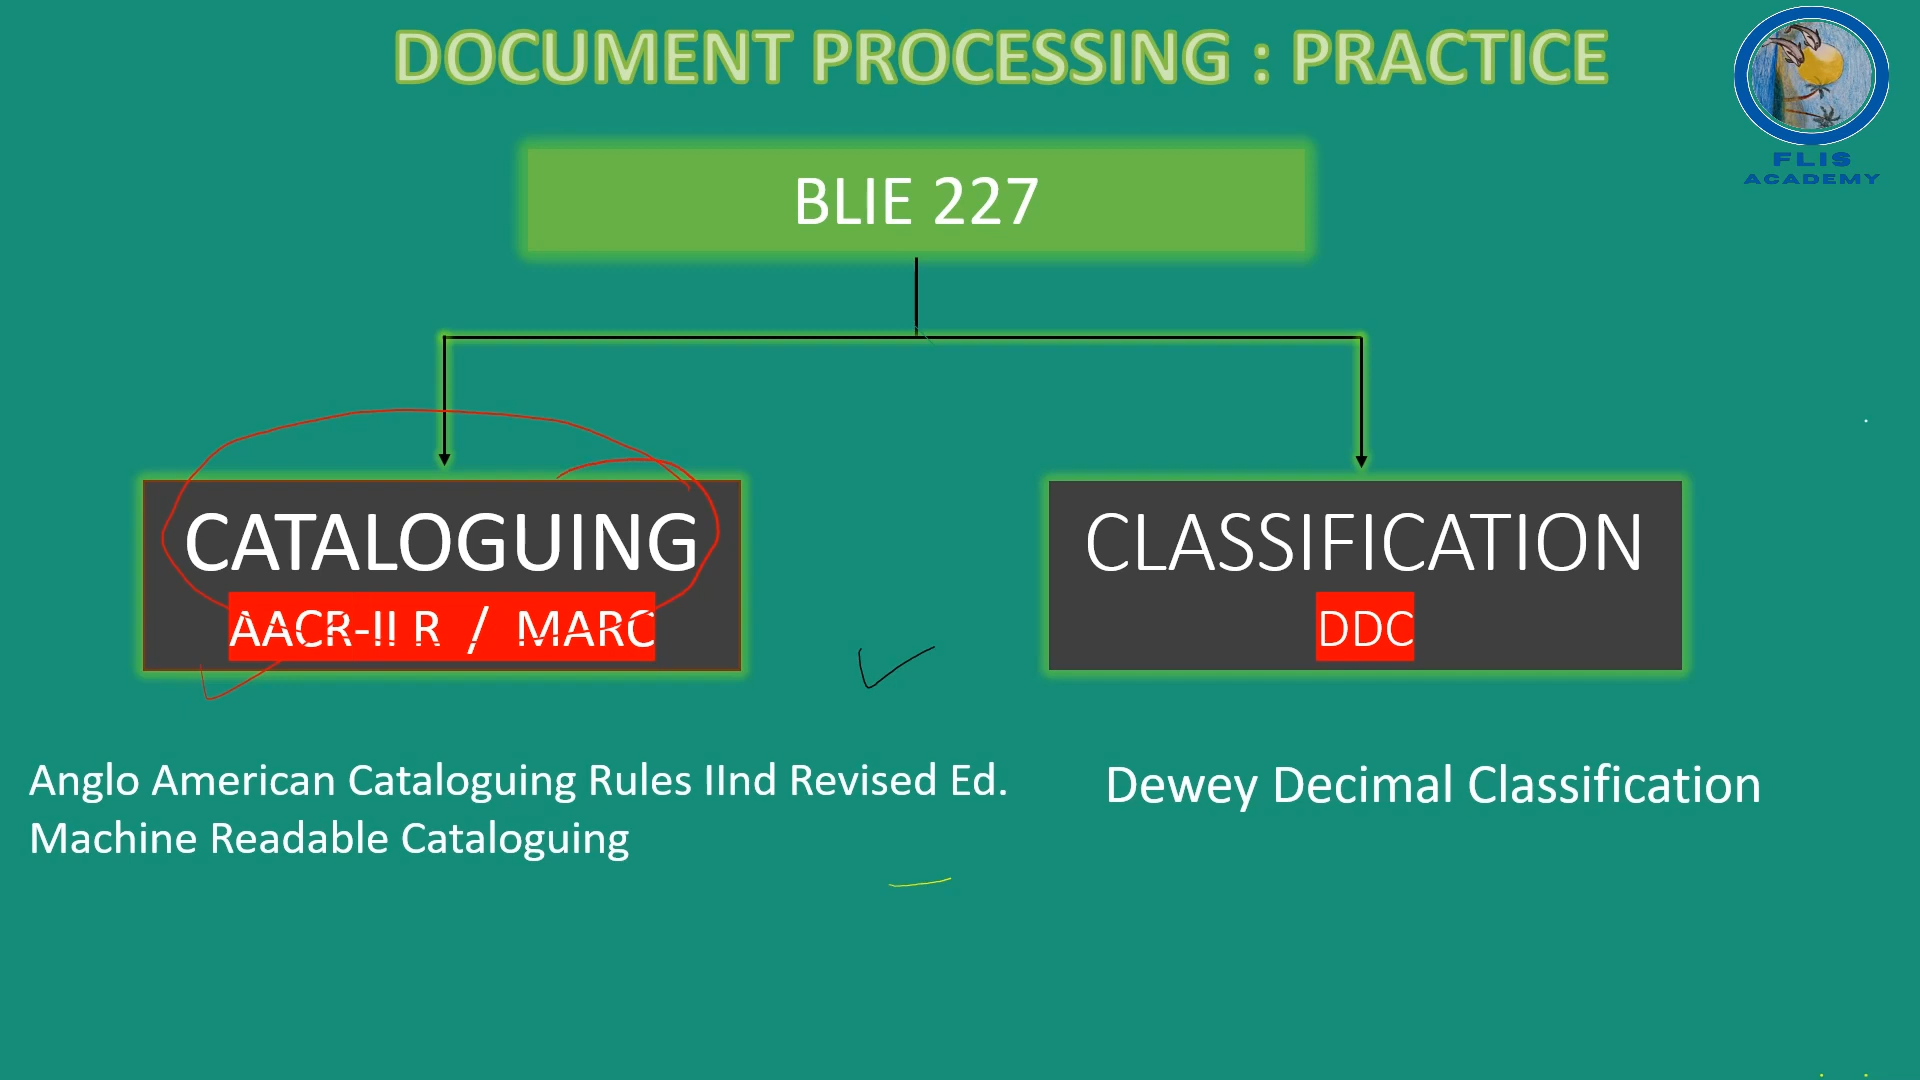 DOCUMENT PROCESSING : PRACTICE
FLIS
ACADEMY
BLIE 227
CATALOGUING
AACR-II R / MARC
CLASSIFICATION
DDC
Anglo American Cataloguing Rules IInd Revised Ed.
Machine Readable Cataloguing
Dewey Decimal Classification